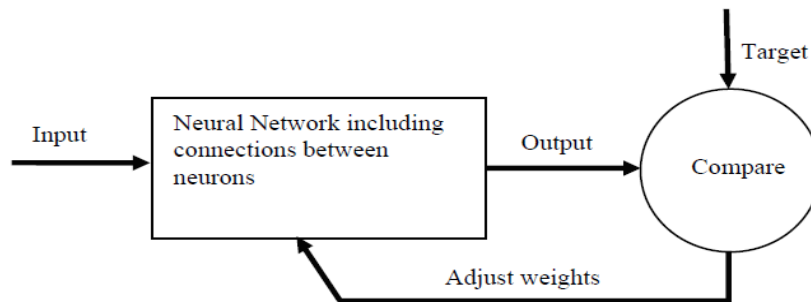 Target
Input
Neural Network including
connections between
neurons
Output
Compare
Adjust weights